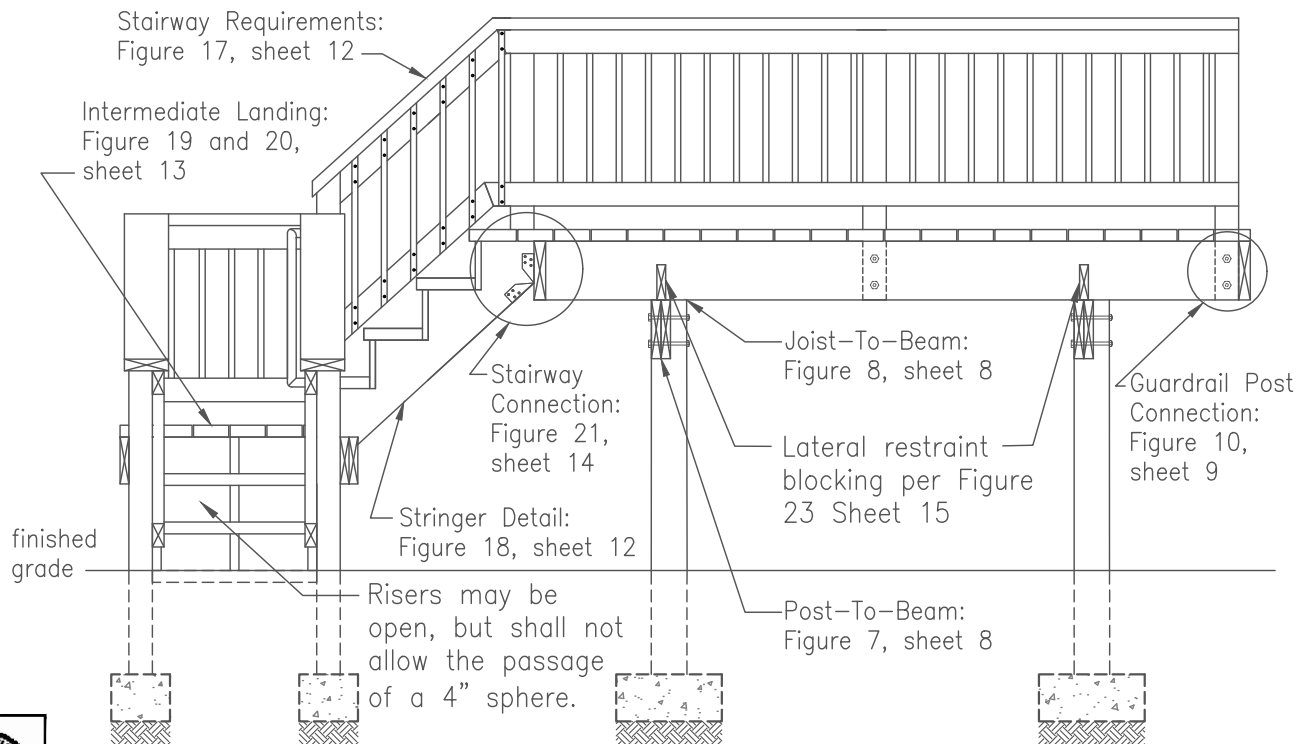 Stairway Requirements:
Figure 17, sheet 12
Intermediate Landing:
Figure 19 and 20,
sheet 13
Joist-To-Beam:
Figure 8, sheet 8
Stairway
Connection:
Figure 21,
sheet 14
Guardrail Post
Connection:
Figure 10,
sheet 9
Lateral restraint
blocking per Figure
23 Sheet 15
Stringer Detail:
Figure 18, sheet 12
finished
grade
Risers may be
open, but shall not
allow the passage
of a 4" sphere.
Post-To-Beam:
Figure 7, sheet 8